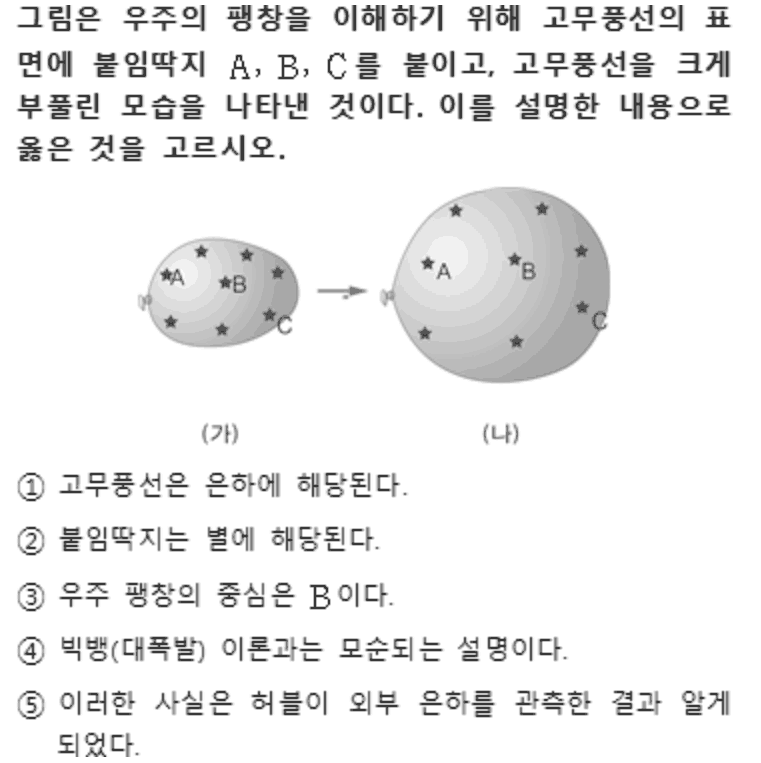 그림은 우주의 팽창을 이해하기 위해 고무풍선의 표
면에 붙임딱지 A, B, C를 붙이고, 고무풍선을 크게
부풀린 모습을 나타낸 것이다. 이를 설명한 내용으로
옳은 것을 고르시오.
A B C
A B C
(가) (나)
① 고무풍선은 은하에 해당된다.
② 붙임딱지는 별에 해당된다.
③ 우주 팽창의 중심은 B이다.
④ 빅뱅(대폭발) 이론과는 모순되는 설명이다.
⑤ 이러한 사실은 허블이 외부 은하를 관측한 결과 알게
되었다.